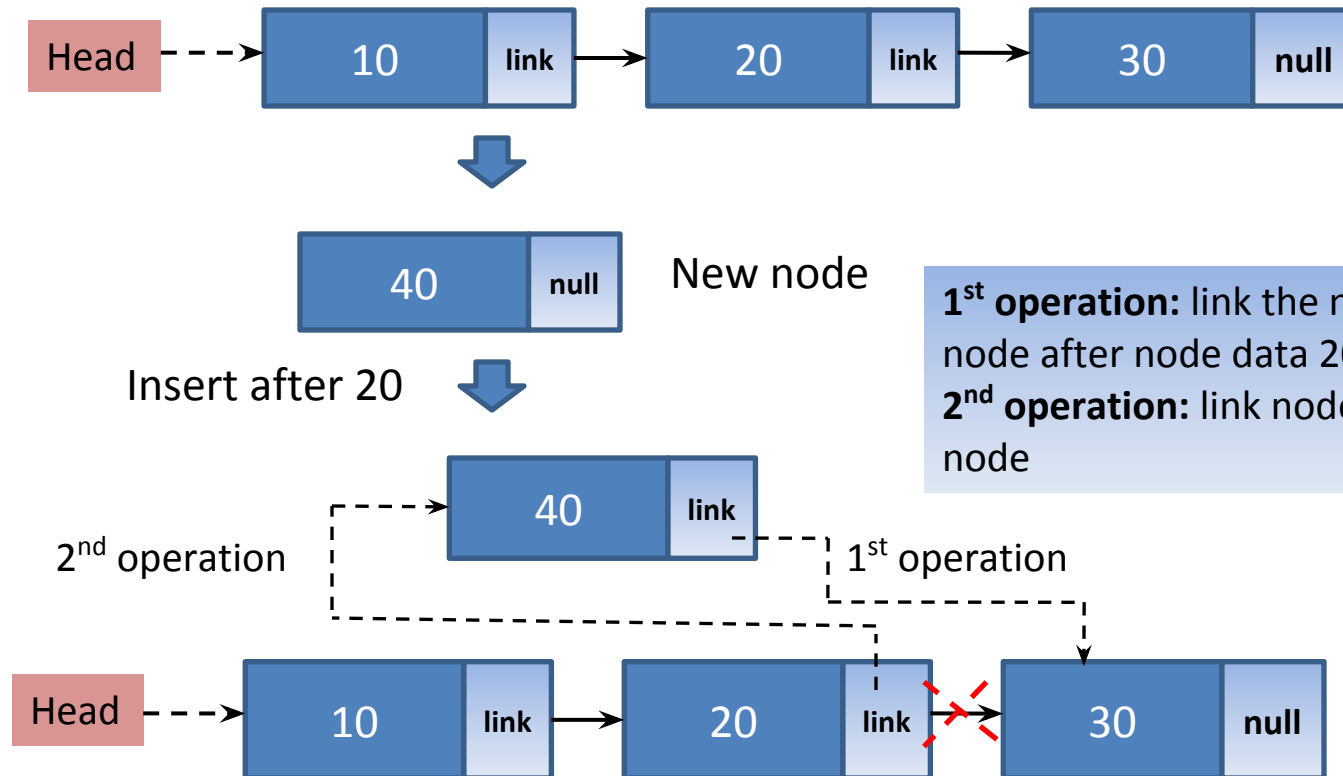 Head
10 link
20 link
30 null
40 null
New node
Insert after 20
1st operation: link the
node after node data
2nd operation: link
node
40 link
2nd operation
1st operation
Head
10 link
20 link
30 null